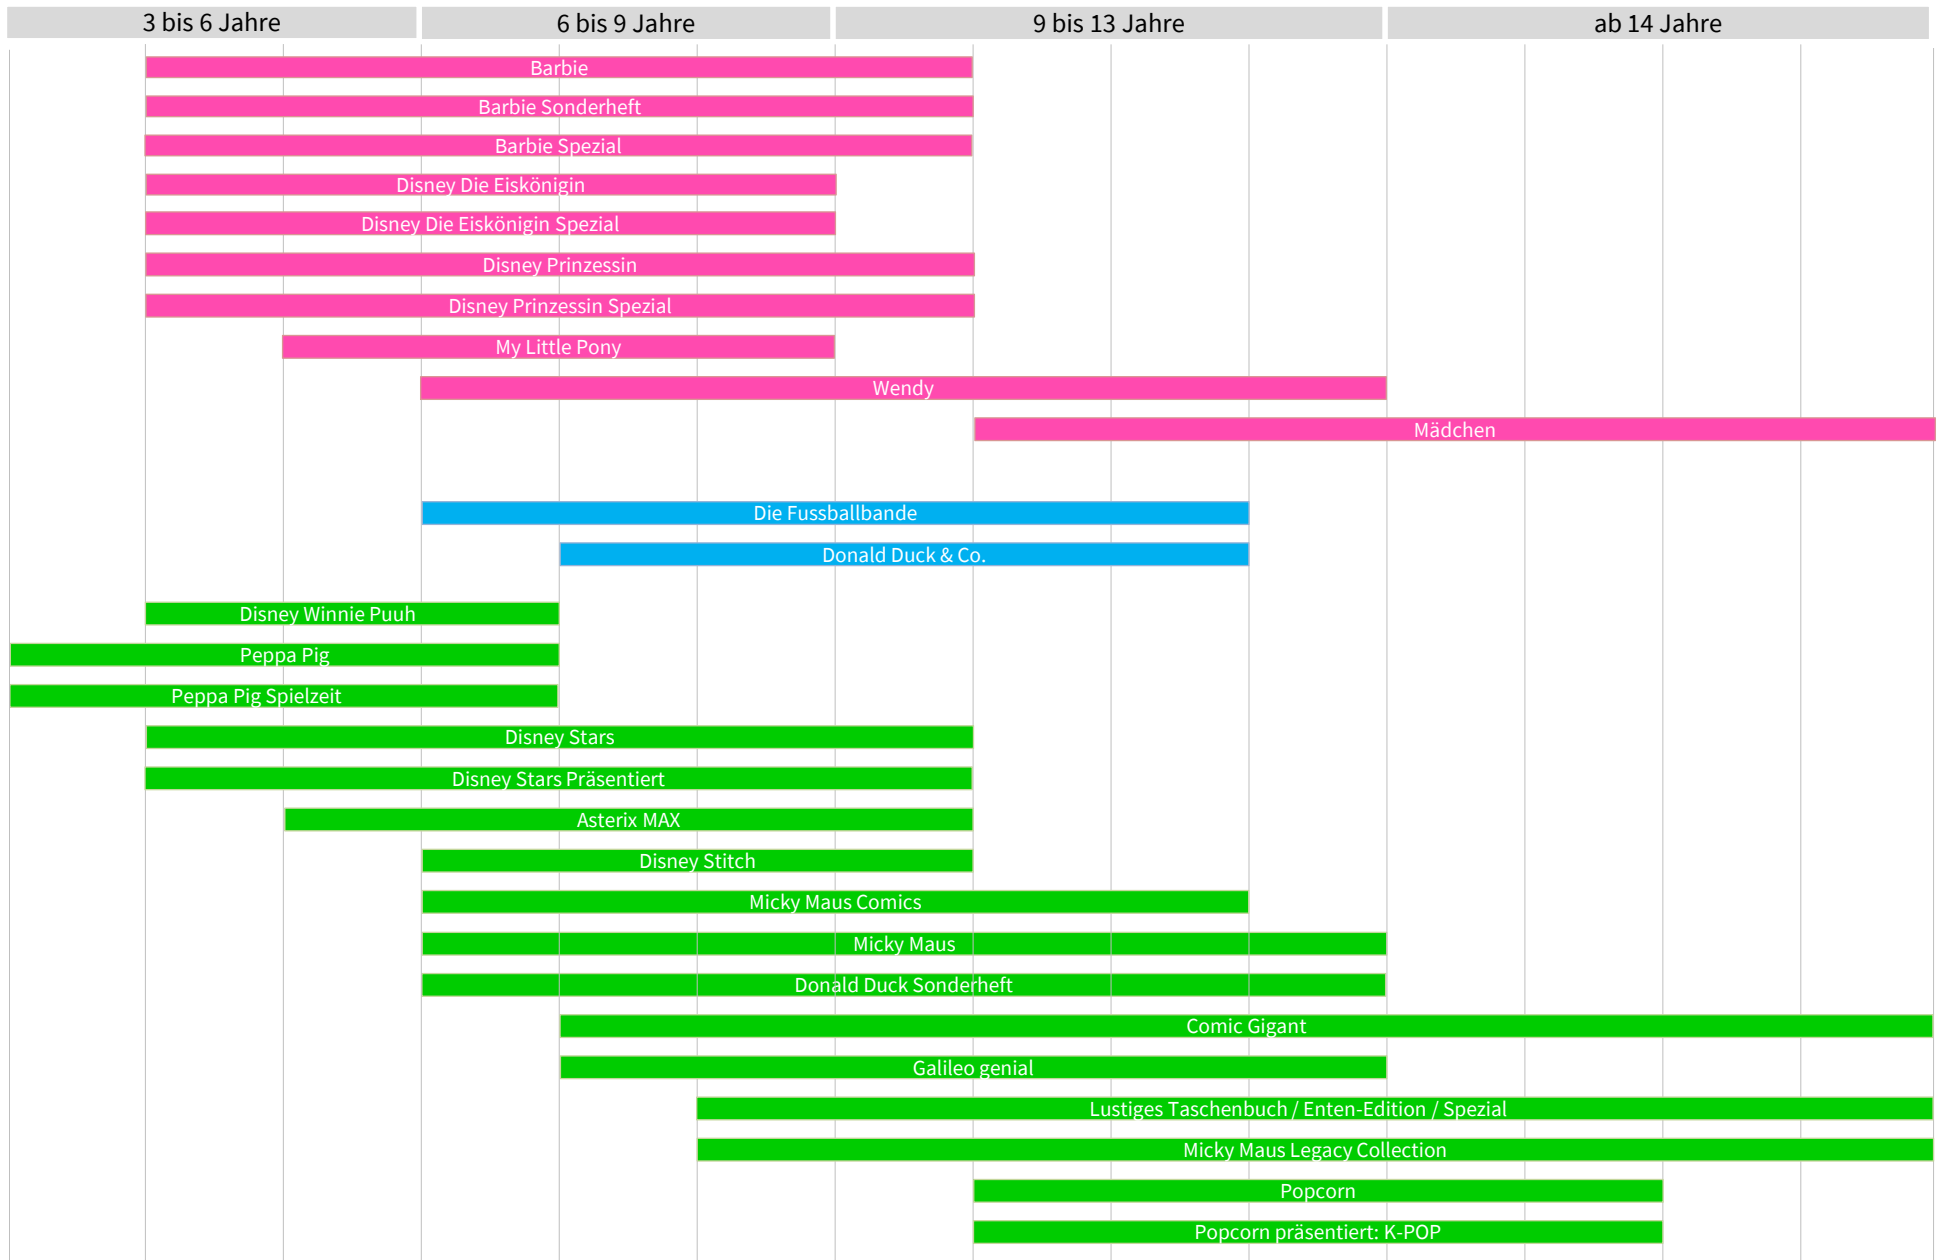 3 bis 6 Jahre 6 bis 9 Jahre 9 bis 13 Jahre ab 14 Jahre
Barbie
Barbie Sonderheft
Barbie Spezial
Disney Die Eiskönigin
Disney Die Eiskönigin Spezial
Disney Prinzessin
Disney Prinzessin Spezial
My Little Pony
Wendy
Mädchen
Die Fussballbande
Donald Duck & Co.
Disney Winnie Puuh
Peppa Pig
Peppa Pig Spielzeit
Disney Stars
Disney Stars Präsentiert
Asterix MAX
Disney Stitch
Micky Maus Comics
Micky Maus
Donald Duck Sonderheft
Comic Gigant
Galileo genial
Lustiges Taschenbuch / Enten-Edition / Spezial
Micky Maus Legacy Collection
Popcorn
Popcorn präsentiert: K-POP